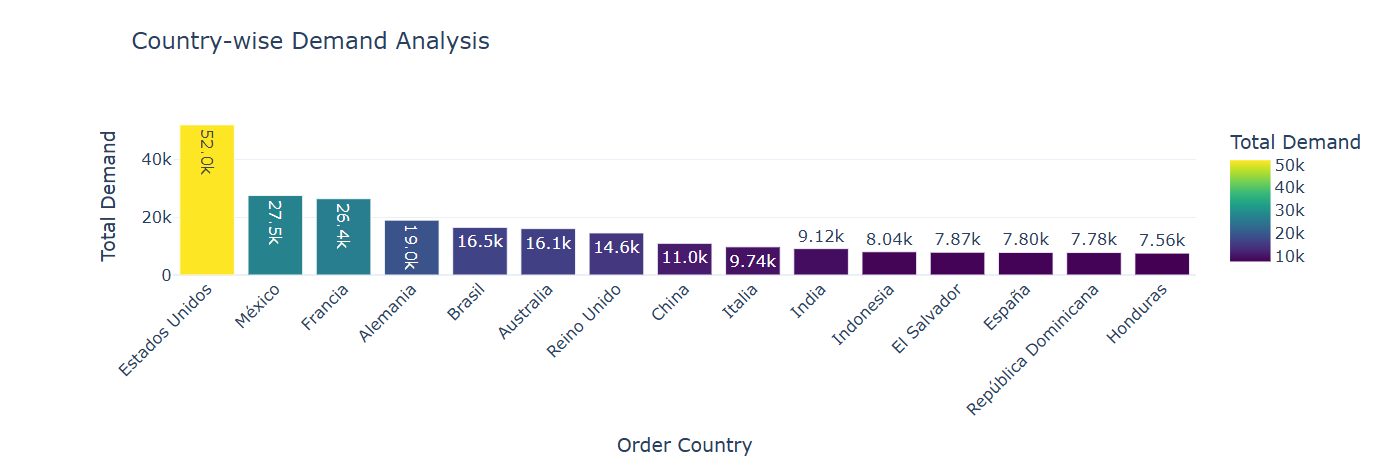 Country-wise Demand Analysis
Total Demand
40k
20k
0
52.0k
27.5k
26.4k
19.0k
16.5k
16.1k
14.6k
11.0k
9.74k
9.12k
8.04k
7.87k
7.80k
7.78k
7.56k
Estados Unidos
México
Francia
Alemania
Brasil
Australia
Reino Unido
China
Italia
India
Indonesia
El Salvador
España
República Dominicana
Honduras
Order Country
Total Demand
50k
40k
30k
20k
10k